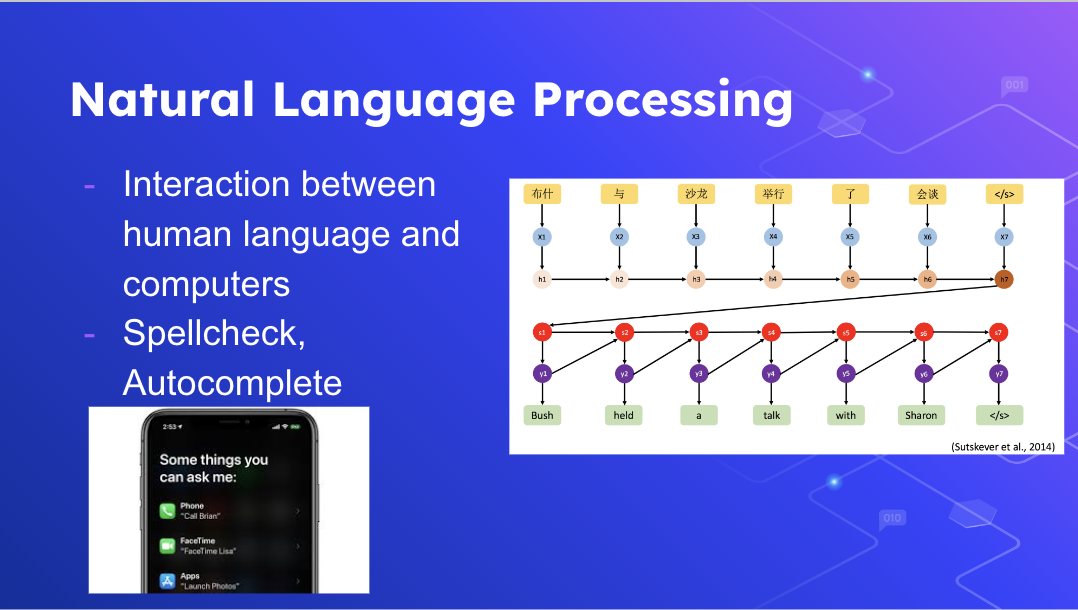 Natural Language Processing
- Interaction between
human language and
computers
- Spellcheck,
Autocomplete
2:53
Some things you
can ask me:
Phone
"Call Brian"
FaceTime
"FaceTime Lisa"
Apps
"Launch Photos"
布什 与 沙龙 举行 了 会谈 </s>
X1 X2 X3 X4 X5 X6 X7
h1 h2 h3 h4 h5 h6 h7
s1 s2 s3 s4 s5 s6 s7
y1 y2 y3 y4 y5 y6 y7
Bush held a talk with Sharon </s>
(Sutskever et al., 2014)
001
010